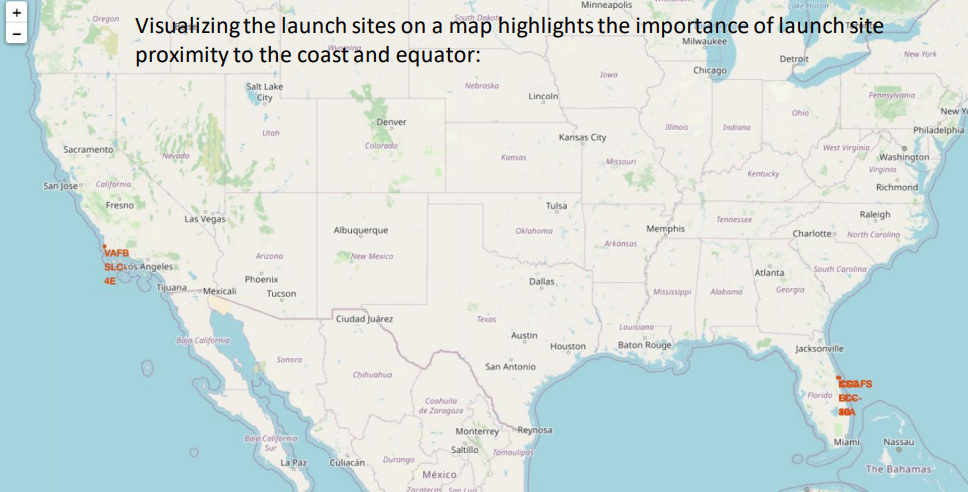 +
−
Visualizing the launch sites on a map highlights the importance of launch site
proximity to the coast and equator:
Minneapolis
Lake Huron
Oregon
South Dakota
Milwaukee
Wyoming
Detroit
New York
Chicago
Iowa
Salt Lake
City
Nebraska
Lincoln
Pennsylvania
Ohio
New Y
Denver
Utah
Illinois
Indiana
Philadelphia
Kansas City
Colorado
Sacramento
Nevada
Kansas
Missouri
West Virginia
Washington
Kentucky
Virginia
San Jose
California
Richmond
Fresno
Las Vegas
Tulsa
Raleigh
Albuquerque
Oklahoma
Memphis
Tennessee
Charlotte
North Carolina
Arkansas
VAFB
SLC
Los Angeles
4E
Arizona
New Mexico
Phoenix
Atlanta
South Carolina
Tijuana
Mexicali
Tucson
Dallas
Mississippi
Alabama
Georgia
Ciudad Juárez
Texas
Louisiana
Baja California
Austin
Houston
Baton Rouge
Jacksonville
Sonora
San Antonio
Chihuahua
Florida
Coahuila
de Zaragoza
Monterrey
Reynosa
Baja California
Sur
Saltillo
Tamaulipas
Miami
Nassau
La Paz
Culiacán
Durango
The Bahamas
México
Zacatecas
San Luis